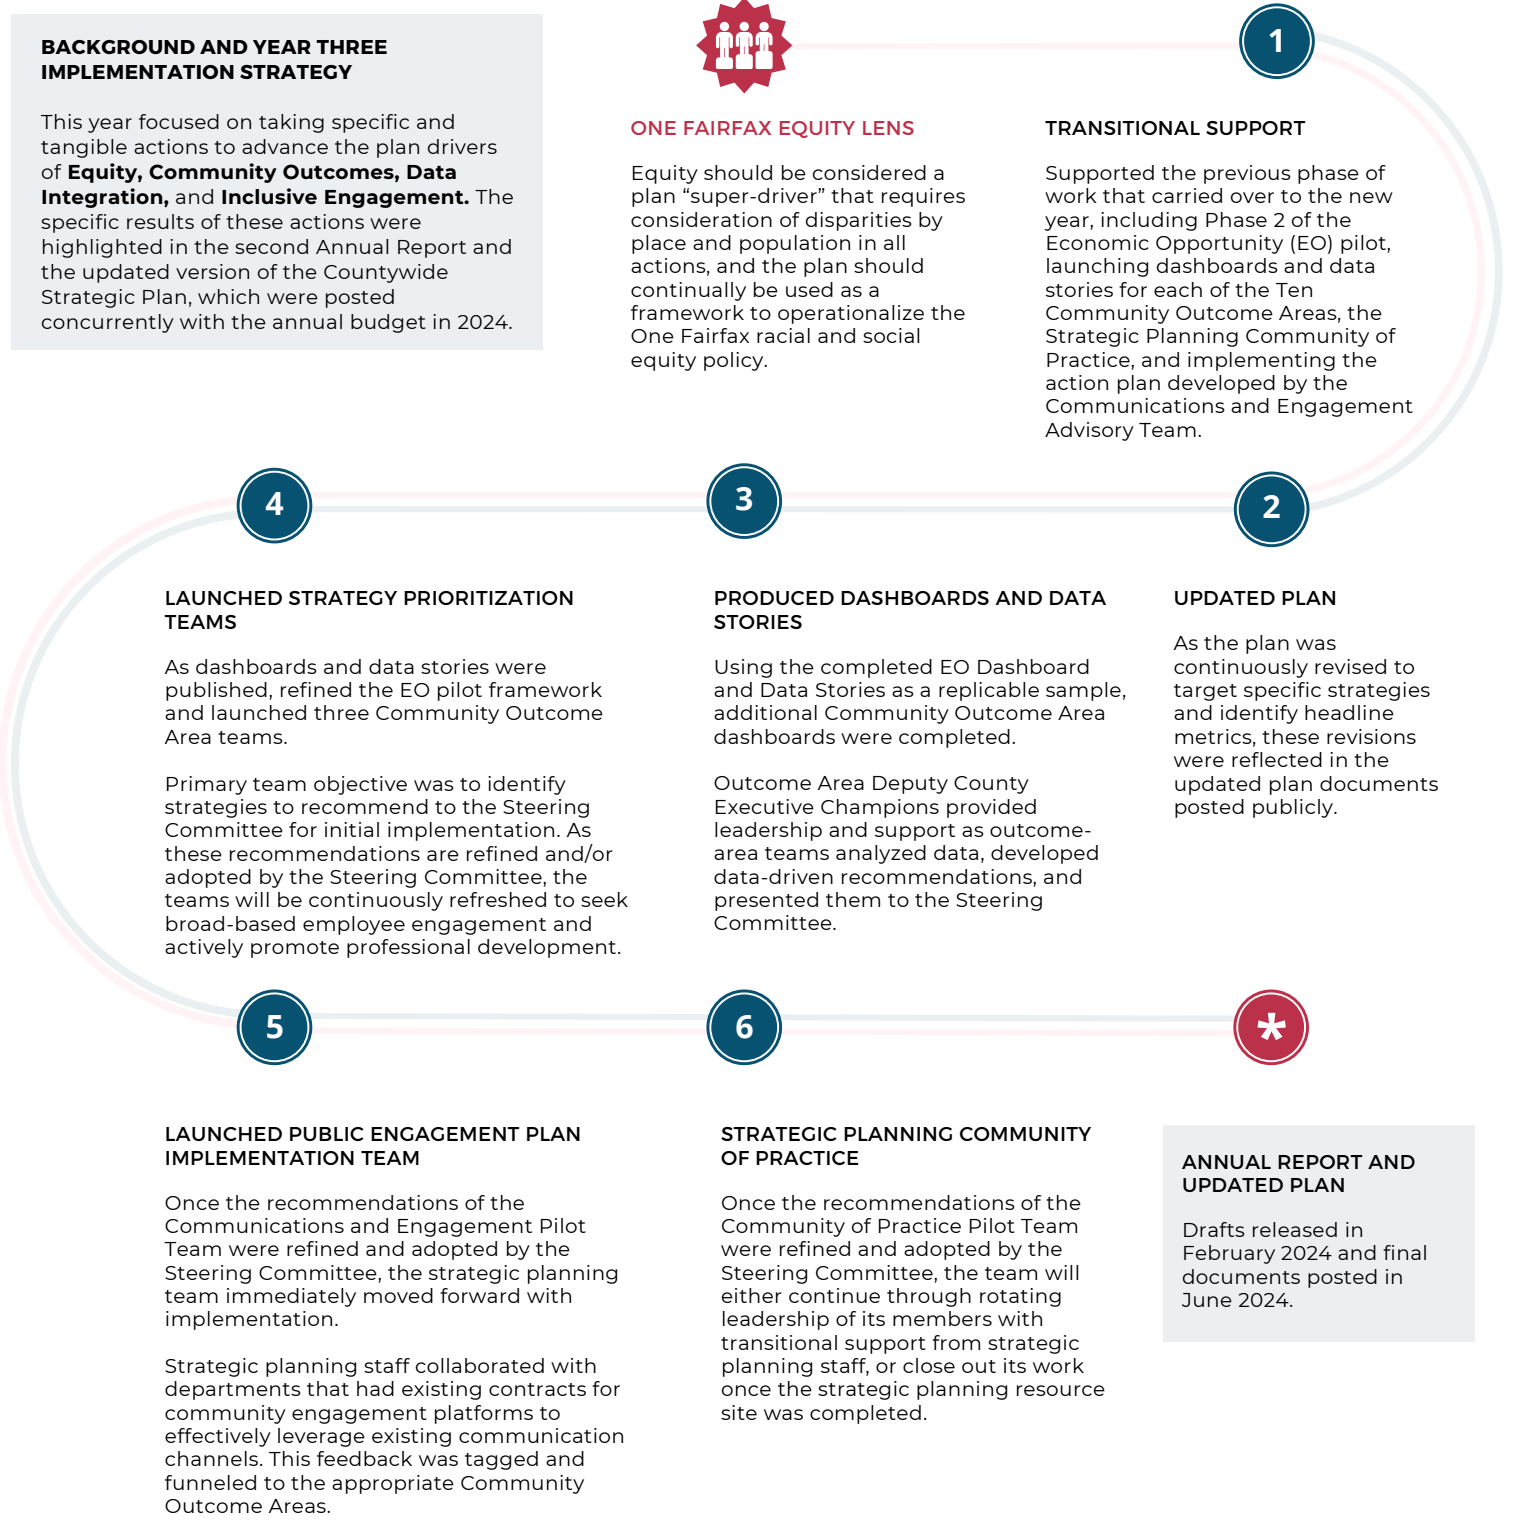 BACKGROUND AND YEAR THREE
IMPLEMENTATION STRATEGY
This year focused on taking specific and
tangible actions to advance the plan drivers
of Equity, Community Outcomes, Data
Integration, and Inclusive Engagement. The
specific results of these actions were
highlighted in the second Annual Report and
the updated version of the Countywide
Strategic Plan, which were posted
concurrently with the annual budget in 2024.
ONE FAIRFAX EQUITY LENS
Equity should be considered a
plan “super-driver” that requires
consideration of disparities by
place and population in all
actions, and the plan should
continually be used as a
framework to operationalize the
One Fairfax racial and social
equity policy.
1
TRANSITIONAL SUPPORT
Supported the previous phase of
work that carried over to the new
year, including Phase 2 of the
Economic Opportunity (EO) pilot,
launching dashboards and data
stories for each of the Ten
Community Outcome Areas, the
Strategic Planning Community of
Practice, and implementing the
action plan developed by the
Communications and Engagement
Advisory Team.
2
UPDATED PLAN
As the plan was
continuously revised to
target specific strategies
and identify headline
metrics, these revisions
were reflected in the
updated plan documents
posted publicly.
3
PRODUCED DASHBOARDS AND DATA
STORIES
Using the completed EO Dashboard
and Data Stories as a replicable sample,
additional Community Outcome Area
dashboards were completed.
Outcome Area Deputy County
Executive Champions provided
leadership and support as outcome-
area teams analyzed data, developed
data-driven recommendations, and
presented them to the Steering
Committee.
4
LAUNCHED STRATEGY PRIORITIZATION
TEAMS
As dashboards and data stories were
published, refined the EO pilot framework
and launched three Community Outcome
Area teams.
Primary team objective was to identify
strategies to recommend to the Steering
Committee for initial implementation. As
these recommendations are refined and/or
adopted by the Steering Committee, the
teams will be continuously refreshed to seek
broad-based employee engagement and
actively promote professional development.
5
LAUNCHED PUBLIC ENGAGEMENT PLAN
IMPLEMENTATION TEAM
Once the recommendations of the
Communications and Engagement Pilot
Team were refined and adopted by the
Steering Committee, the strategic planning
team immediately moved forward with
implementation.
Strategic planning staff collaborated with
departments that had existing contracts for
community engagement platforms to
effectively leverage existing communication
channels. This feedback was tagged and
funneled to the appropriate Community
Outcome Areas.
6
STRATEGIC PLANNING COMMUNITY
OF PRACTICE
Once the recommendations of the
Community of Practice Pilot Team
were refined and adopted by the
Steering Committee, the team will
either continue through rotating
leadership of its members with
transitional support from strategic
planning staff, or close out its work
once the strategic planning resource
site was completed.
*
ANNUAL REPORT AND
UPDATED PLAN
Drafts released in
February 2024 and final
documents posted in
June 2024.